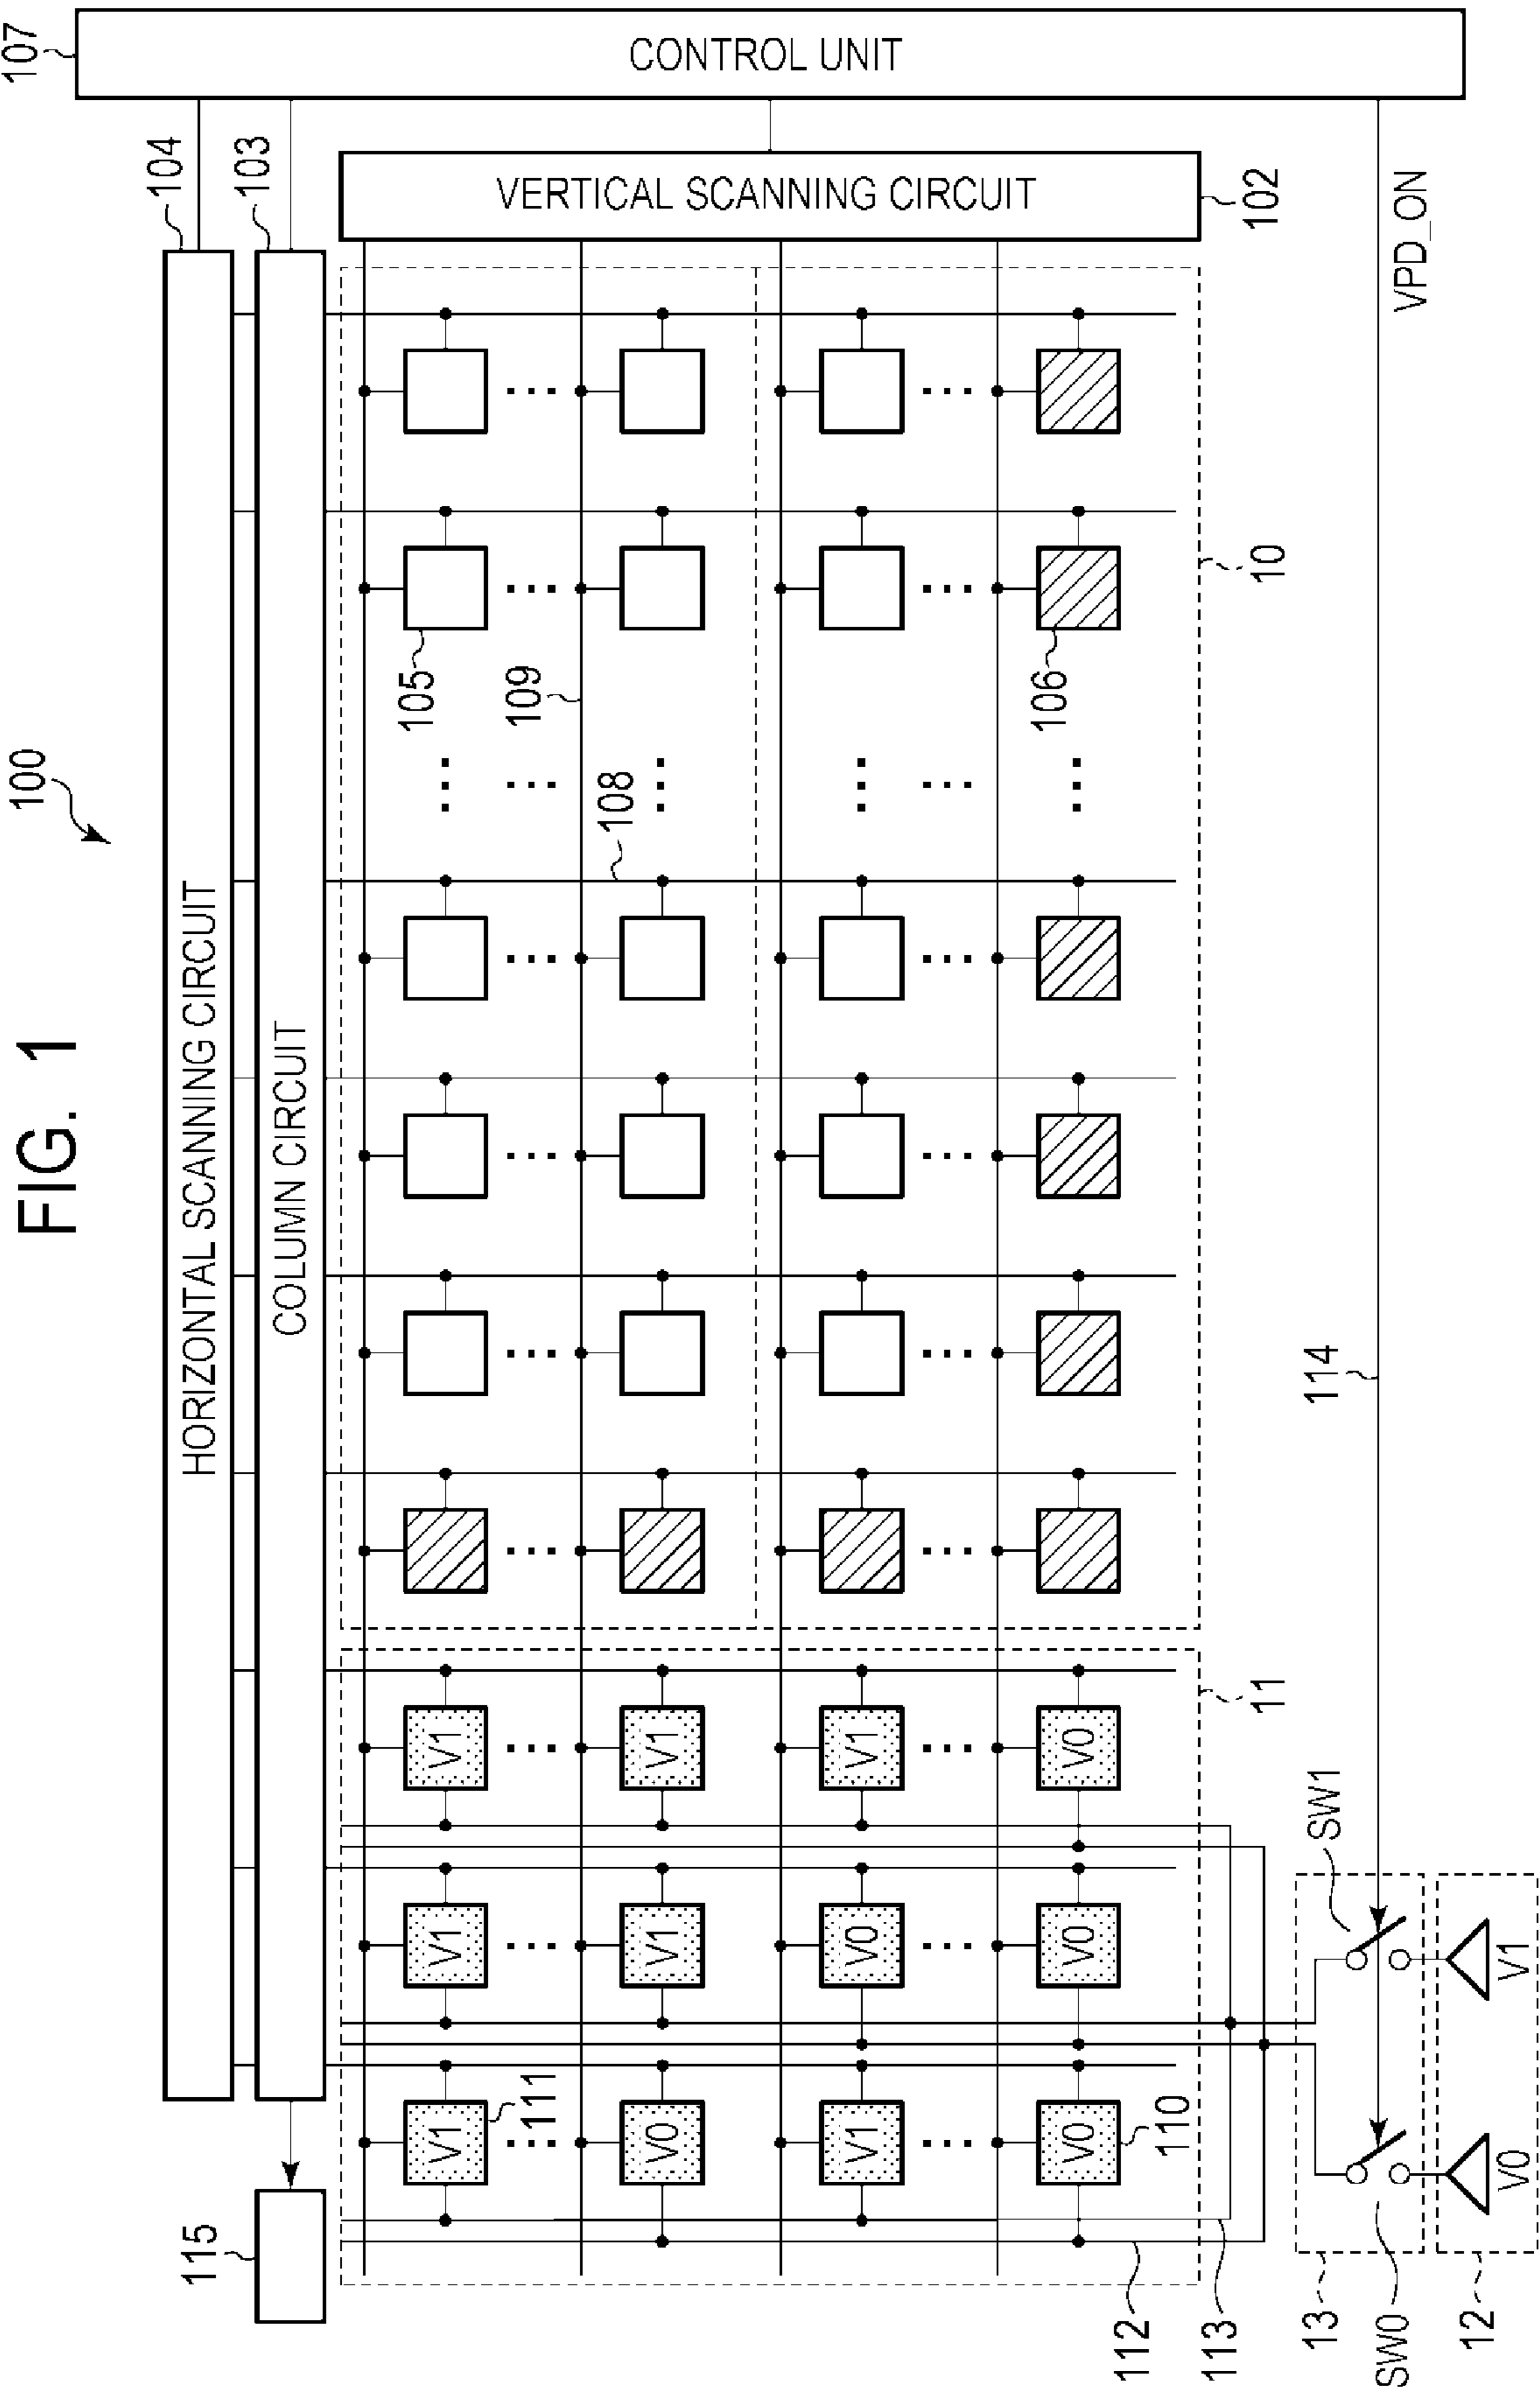 FIG. 1
100
107
CONTROL UNIT
104
HORIZONTAL SCANNING CIRCUIT
103
COLUMN CIRCUIT
VERTICAL SCANNING CIRCUIT
102
115
105
109
108
106
10
11
V1
V1
V1
V0
V1
V1
V0
V0
V1
111
V0
V1
V0
110
112
113
114
VPD_ON
SW1
SW0
13
12
V1
V0